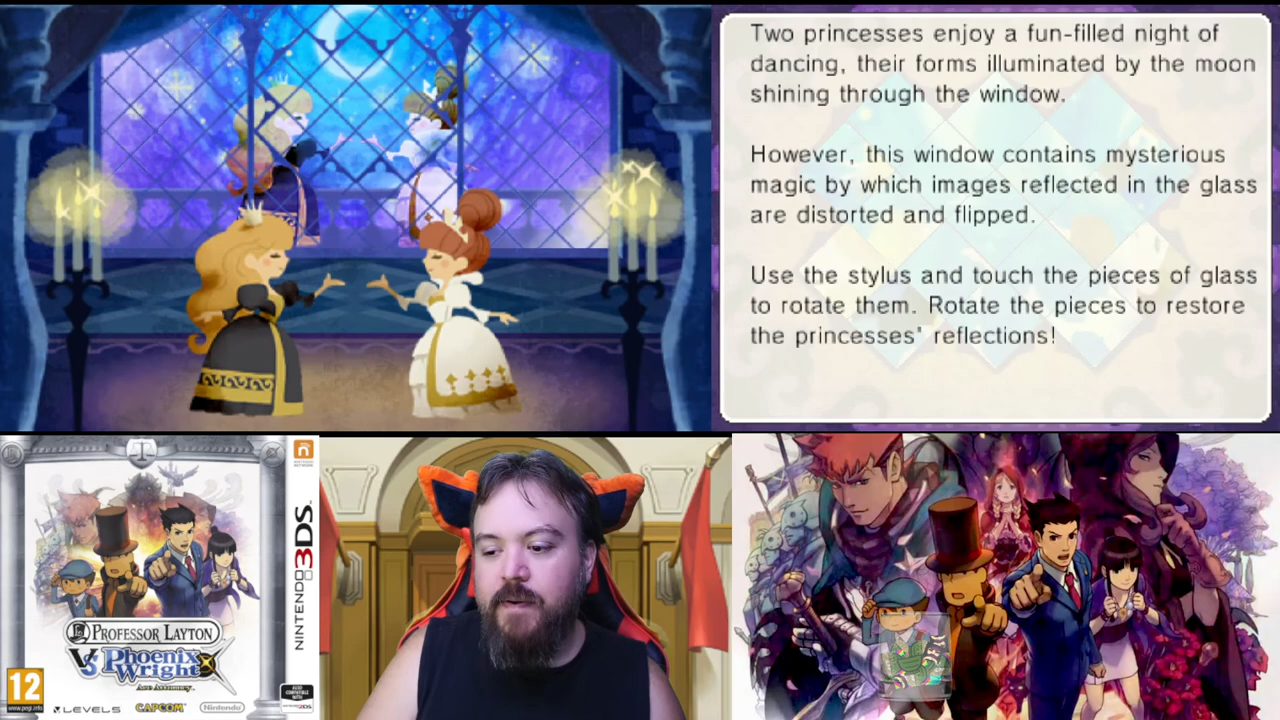 Two princesses enjoy a fun-filled night of
dancing, their forms illuminated by the moon
shining through the window.
However, this window contains mysterious
magic by which images reflected in the glass
are distorted and flipped.
Use the stylus and touch the pieces of glass
to rotate them. Rotate the pieces to restore
the princesses' reflections!
NINTENDO 3DS
PROFESSOR LAYTON
VS Phoenix
Wright
Ace Attorney
12
www.pegi.info
LEVEL5
CAPCOM
Nintendo